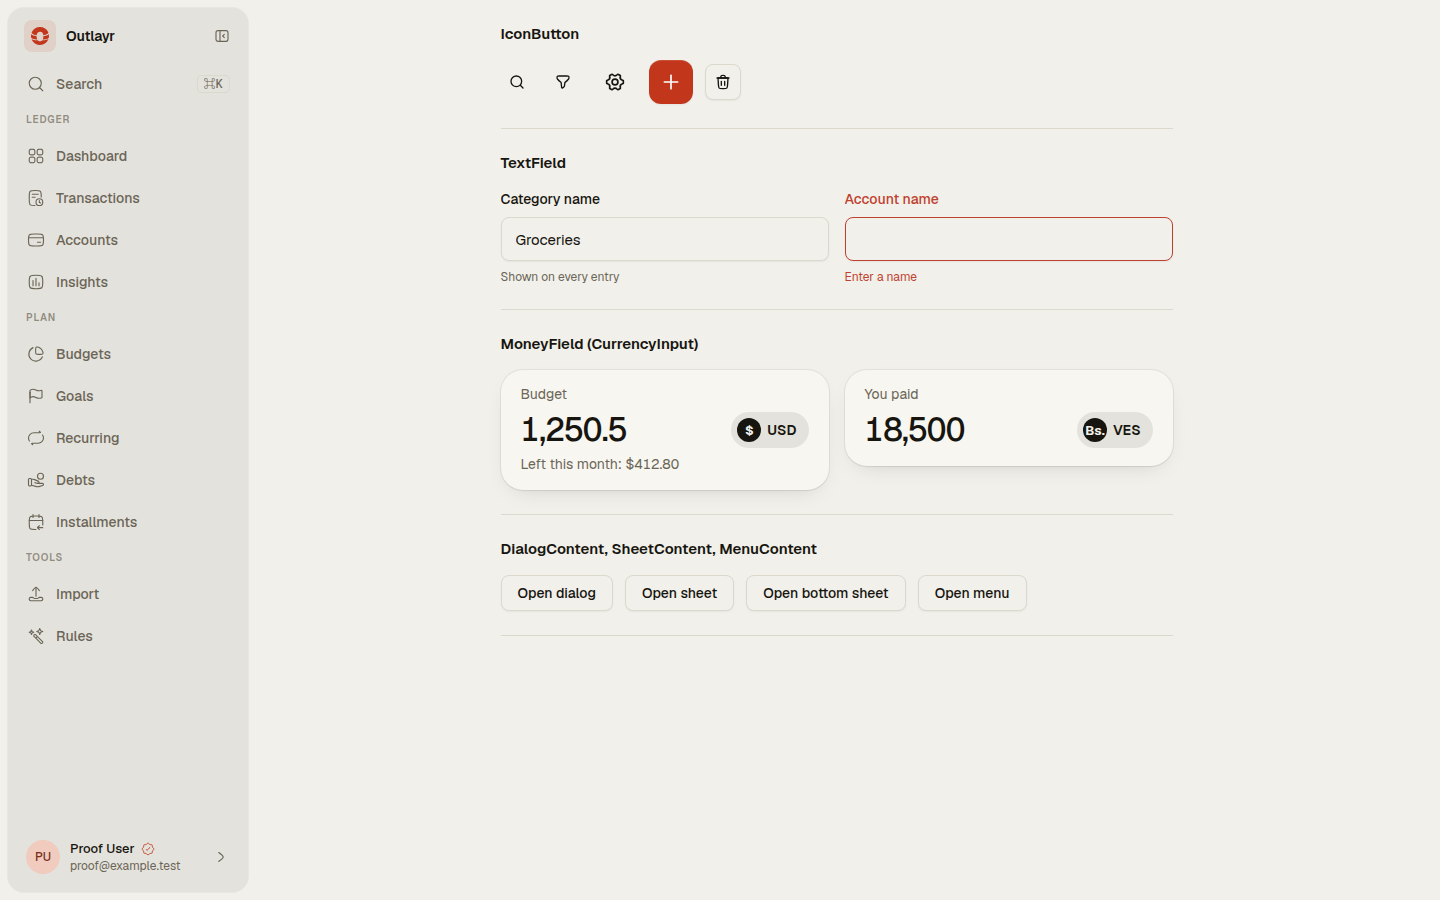 Outlayr
Search
⌘K
LEDGER
Dashboard
Transactions
Accounts
Insights
PLAN
Budgets
Goals
Recurring
Debts
Installments
TOOLS
Import
Rules
PU
Proof User
proof@example.test
IconButton
TextField
Category name
Groceries
Shown on every entry
Account name
Enter a name
MoneyField (CurrencyInput)
Budget
1,250.5
$ USD
Left this month: $412.80
You paid
18,500
Bs. VES
DialogContent, SheetContent, MenuContent
Open dialog
Open sheet
Open bottom sheet
Open menu